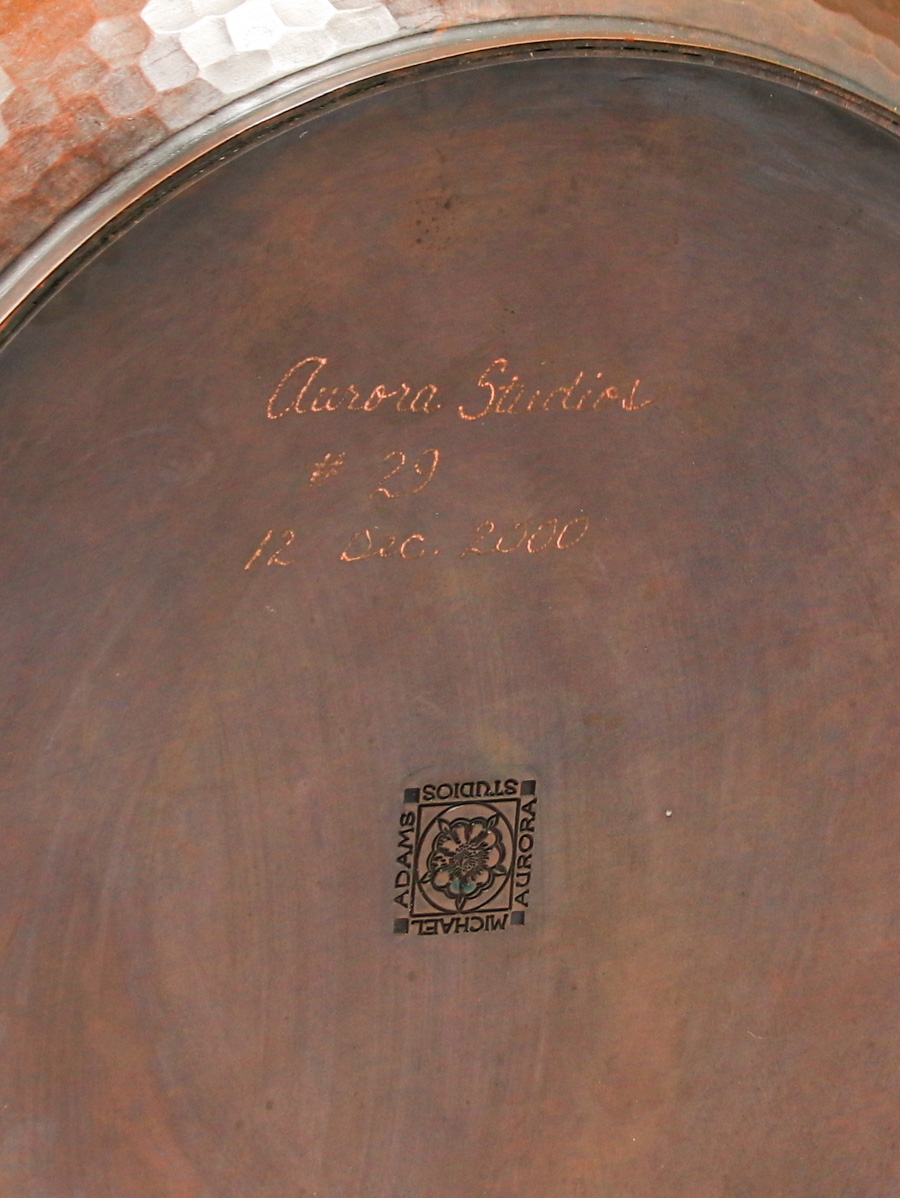 Aurora Studios
# 29
12 Dec. 2000
MICHAEL
ADAMS
AURORA
STUDIOS